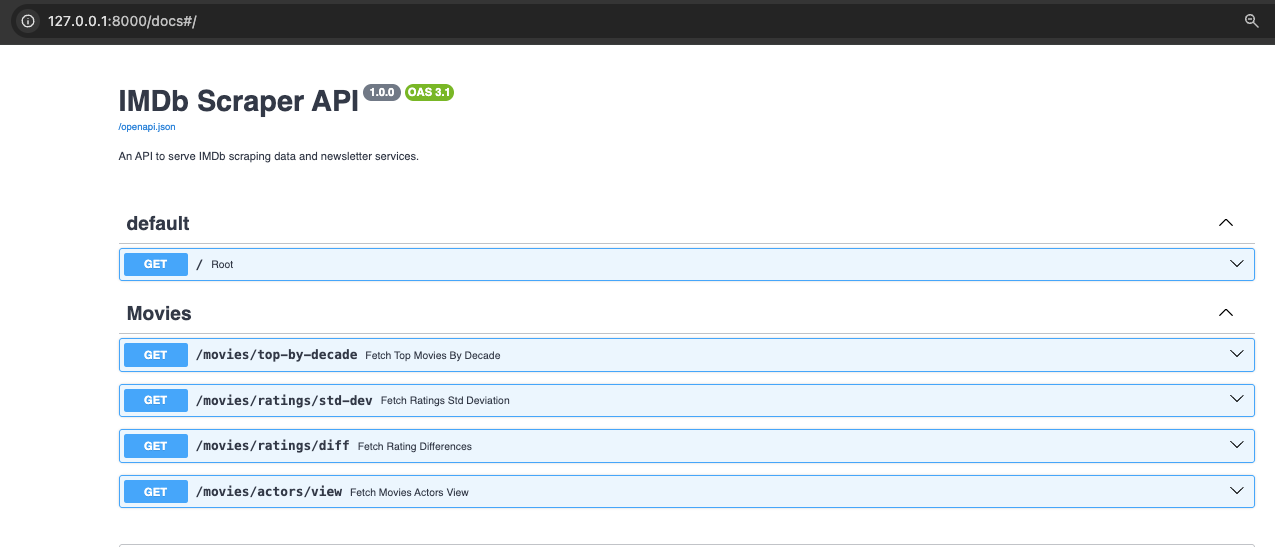 127.0.0.1:8000/docs#/
IMDb Scraper API 1.0.0 OAS 3.1
/openapi.json
An API to serve IMDb scraping data and newsletter services.
default
GET / Root
Movies
GET /movies/top-by-decade Fetch Top Movies By Decade
GET /movies/ratings/std-dev Fetch Ratings Std Deviation
GET /movies/ratings/diff Fetch Rating Differences
GET /movies/actors/view Fetch Movies Actors View